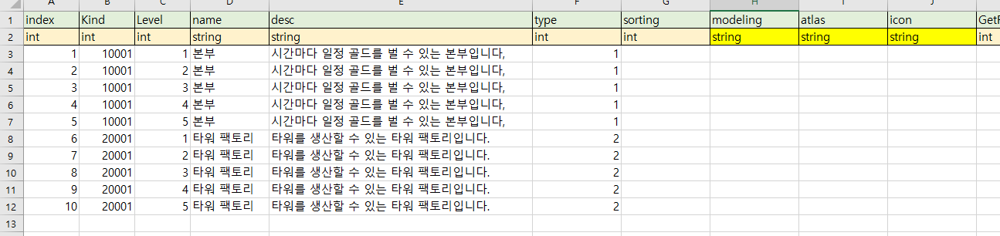 A B C D E F G H I J
1 index Kind Level name desc type sorting modeling atlas icon GetF
2 int int int string string int int string string string int
3 1 10001 1 본부 시간마다 일정 골드를 벌 수 있는 본부입니다, 1
4 2 10001 2 본부 시간마다 일정 골드를 벌 수 있는 본부입니다, 1
5 3 10001 3 본부 시간마다 일정 골드를 벌 수 있는 본부입니다, 1
6 4 10001 4 본부 시간마다 일정 골드를 벌 수 있는 본부입니다, 1
7 5 10001 5 본부 시간마다 일정 골드를 벌 수 있는 본부입니다, 1
8 6 20001 1 타워 팩토리 타워를 생산할 수 있는 타워 팩토리입니다. 2
9 7 20001 2 타워 팩토리 타워를 생산할 수 있는 타워 팩토리입니다. 2
10 8 20001 3 타워 팩토리 타워를 생산할 수 있는 타워 팩토리입니다. 2
11 9 20001 4 타워 팩토리 타워를 생산할 수 있는 타워 팩토리입니다. 2
12 10 20001 5 타워 팩토리 타워를 생산할 수 있는 타워 팩토리입니다. 2
13